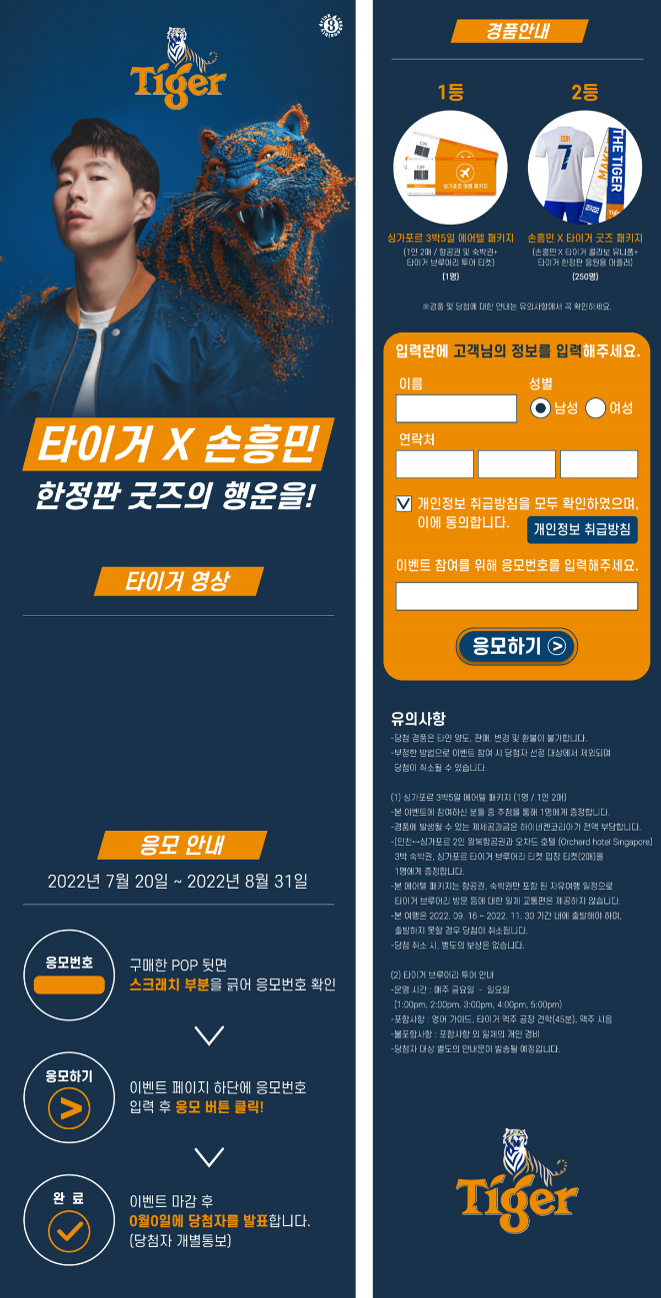 Tiger
타이거 X 손흥민
한정판 굿즈의 행운을!
타이거 영상
응모 안내
2022년 7월 20일 ~ 2022년 8월 31일
응모번호
구매한 POP 뒷면
스크래치 부분을 긁어 응모번호 확인
응모하기
이벤트 페이지 하단에 응모번호
입력 후 응모 버튼 클릭!
완 료
이벤트 마감 후
0월0일에 당첨자를 발표합니다.
(당첨자 개별통보)
경품안내
1등
2등
싱가포르 여행 패키지
SON
7
THE TIGER
싱가포르 3박5일 에어텔 패키지
(1인 2매 / 항공권 및 숙박권+
타이거 브루어리 투어 티켓)
(1명)
손흥민 X 타이거 굿즈 패키지
(손흥민 X 타이거 콜라보 유니폼+
타이거 한정판 응원용 머플러)
(250명)
※경품 및 당첨에 대한 안내는 유의사항에서 꼭 확인하세요.
입력란에 고객님의 정보를 입력해주세요.
이름
성별
남성
여성
연락처
개인정보 취급방침을 모두 확인하였으며,
이에 동의합니다.
개인정보 취급방침
이벤트 참여를 위해 응모번호를 입력해주세요.
응모하기
유의사항
-당첨 경품은 타인 양도, 판매, 변경 및 환불이 불가합니다.
-부정한 방법으로 이벤트 참여 시 당첨자 선정 대상에서 제외되며
당첨이 취소될 수 있습니다.
(1) 싱가포르 3박5일 에어텔 패키지 (1명 / 1인 2매)
-본 이벤트에 참여하신 분들 중 추첨을 통해 1명에게 증정합니다.
-경품에 발생될 수 있는 제세공과금은 하이네켄코리아가 전액 부담합니다.
-[인천↔싱가포르 2인 왕복항공권과 오차드 호텔 (Orchard hotel Singapore)
3박 숙박권, 싱가포르 타이거 브루어리 티켓 입장 티켓(2매)을
1명에게 증정합니다.
-본 에어텔 패키지는 항공권, 숙박권만 포함 된 자유여행 일정으로
타이거 브루어리 방문 등에 대한 일체 교통편은 제공하지 않습니다.
-본 여행은 2022. 09. 16 ~ 2022. 11. 30 기간 내에 출발해야 하며,
출발하지 못할 경우 당첨이 취소됩니다.
-당첨 취소 시, 별도의 보상은 없습니다.
(2) 타이거 브루어리 투어 안내
-운영 시간 : 매주 금요일 - 일요일
(1:00pm, 2:00pm, 3:00pm, 4:00pm, 5:00pm)
-포함사항 : 영어 가이드, 타이거 맥주 공장 견학(45분), 맥주 시음
-불포함사항 : 포함사항 외 일체의 개인 경비
-당첨자 대상 별도의 안내문이 발송될 예정입니다.
Tiger